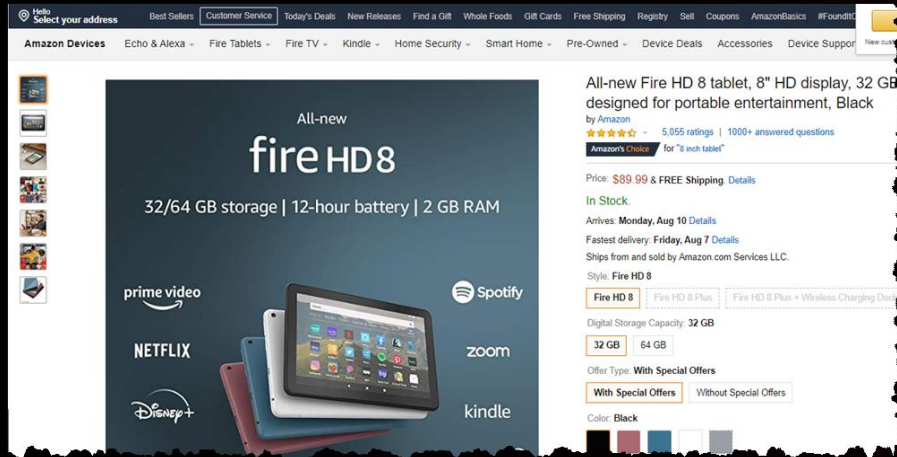 Hello
Select your address
Best Sellers Customer Service Today's Deals New Releases Find a Gift Whole Foods Gift Cards Free Shipping Registry Sell Coupons AmazonBasics #FoundItO
Amazon Devices Echo & Alexa Fire Tablets Fire TV Kindle Home Security Smart Home Pre-Owned Device Deals Accessories Device Suppor
New cust
All-new Fire HD 8 tablet, 8" HD display, 32 GB
designed for portable entertainment, Black
by Amazon
5,055 ratings | 1000+ answered questions
Amazon's Choice for "8 inch tablet"
Price: $89.99 & FREE Shipping. Details
In Stock.
Arrives: Monday, Aug 10 Details
Fastest delivery: Friday, Aug 7 Details
Ships from and sold by Amazon.com Services LLC.
Style: Fire HD 8
Fire HD 8 Fire HD 8 Plus Fire HD 8 Plus + Wireless Charging Dock
Digital Storage Capacity: 32 GB
32 GB 64 GB
Offer Type: With Special Offers
With Special Offers Without Special Offers
Color: Black
All-new
fire HD 8
32/64 GB storage | 12-hour battery | 2 GB RAM
prime video
Spotify
NETFLIX
zoom
Disney+
kindle